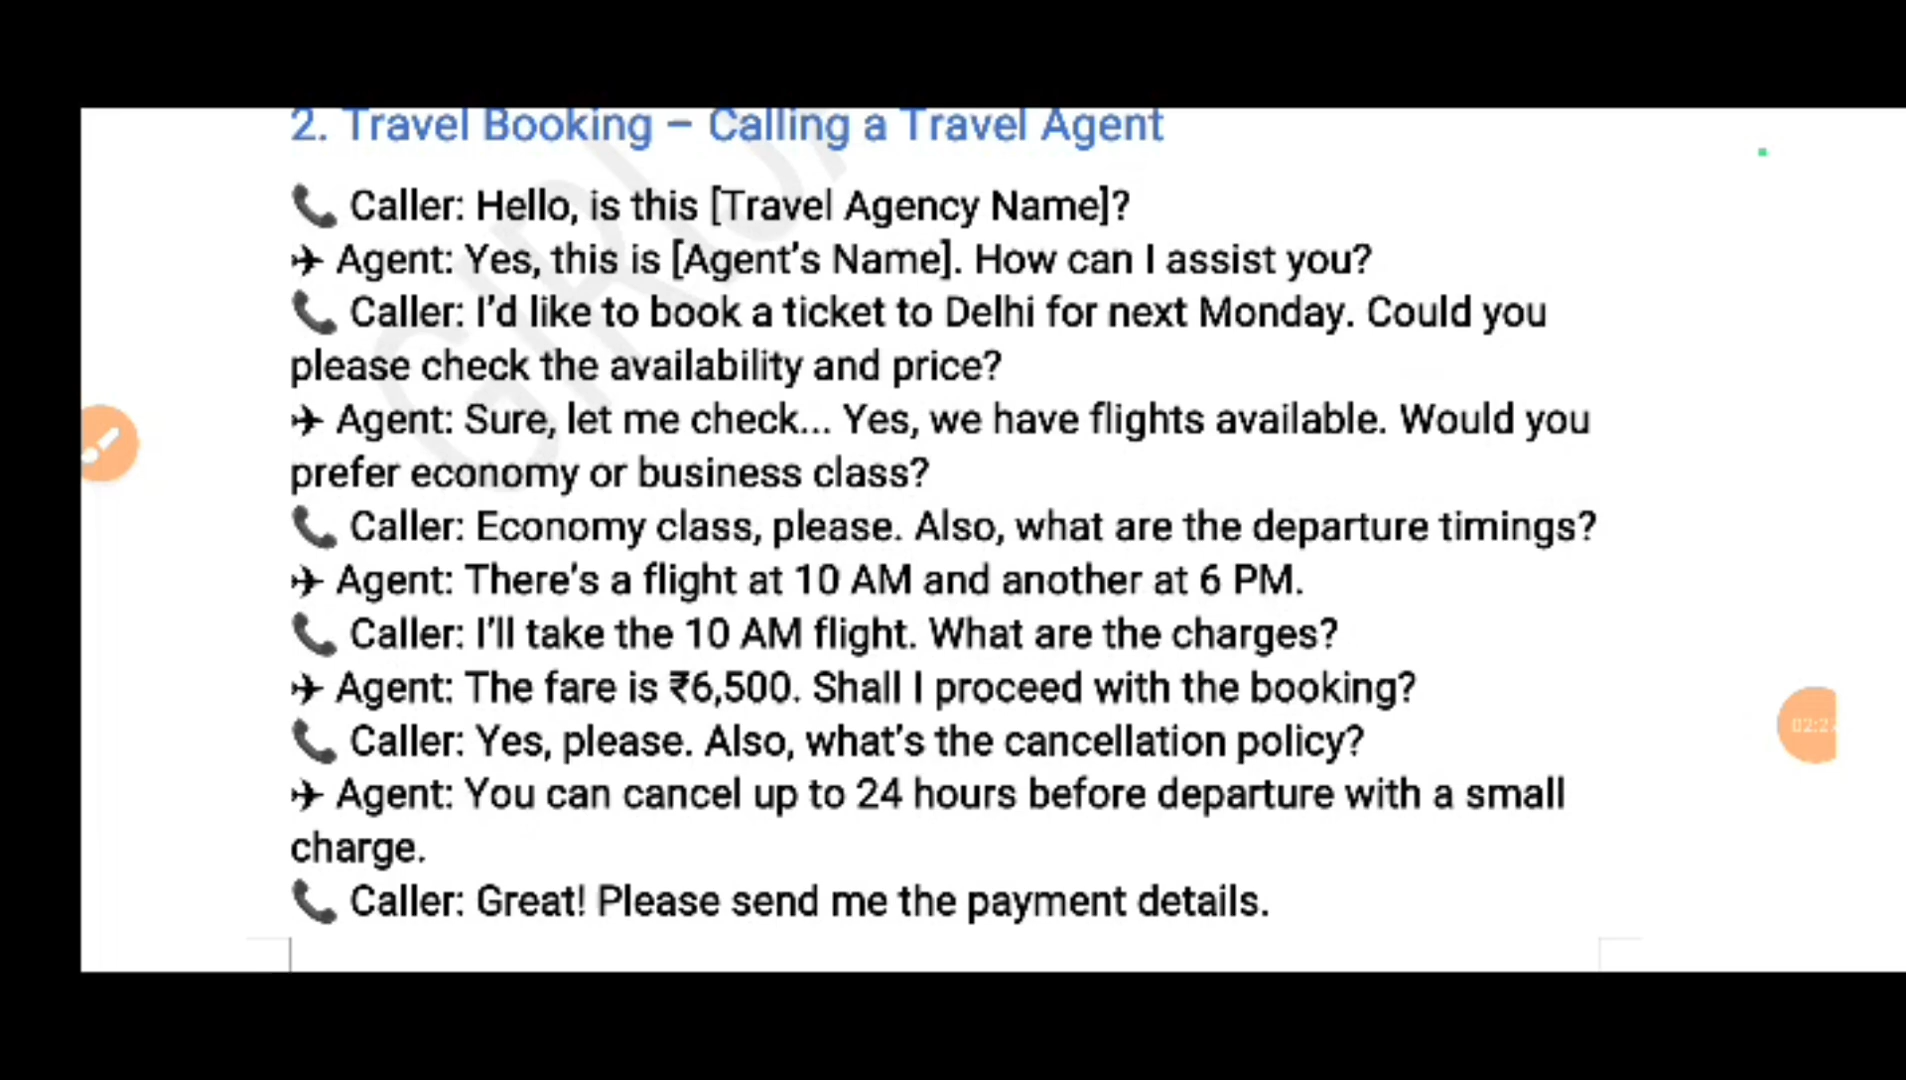 2. Travel Booking – Calling a Travel Agent
📞 Caller: Hello, is this [Travel Agency Name]?
✈ Agent: Yes, this is [Agent's Name]. How can I assist you?
📞 Caller: I'd like to book a ticket to Delhi for next Monday. Could you
please check the availability and price?
✈ Agent: Sure, let me check... Yes, we have flights available. Would you
prefer economy or business class?
📞 Caller: Economy class, please. Also, what are the departure timings?
✈ Agent: There's a flight at 10 AM and another at 6 PM.
📞 Caller: I'll take the 10 AM flight. What are the charges?
✈ Agent: The fare is ₹6,500. Shall I proceed with the booking?
📞 Caller: Yes, please. Also, what's the cancellation policy?
✈ Agent: You can cancel up to 24 hours before departure with a small
charge.
📞 Caller: Great! Please send me the payment details.